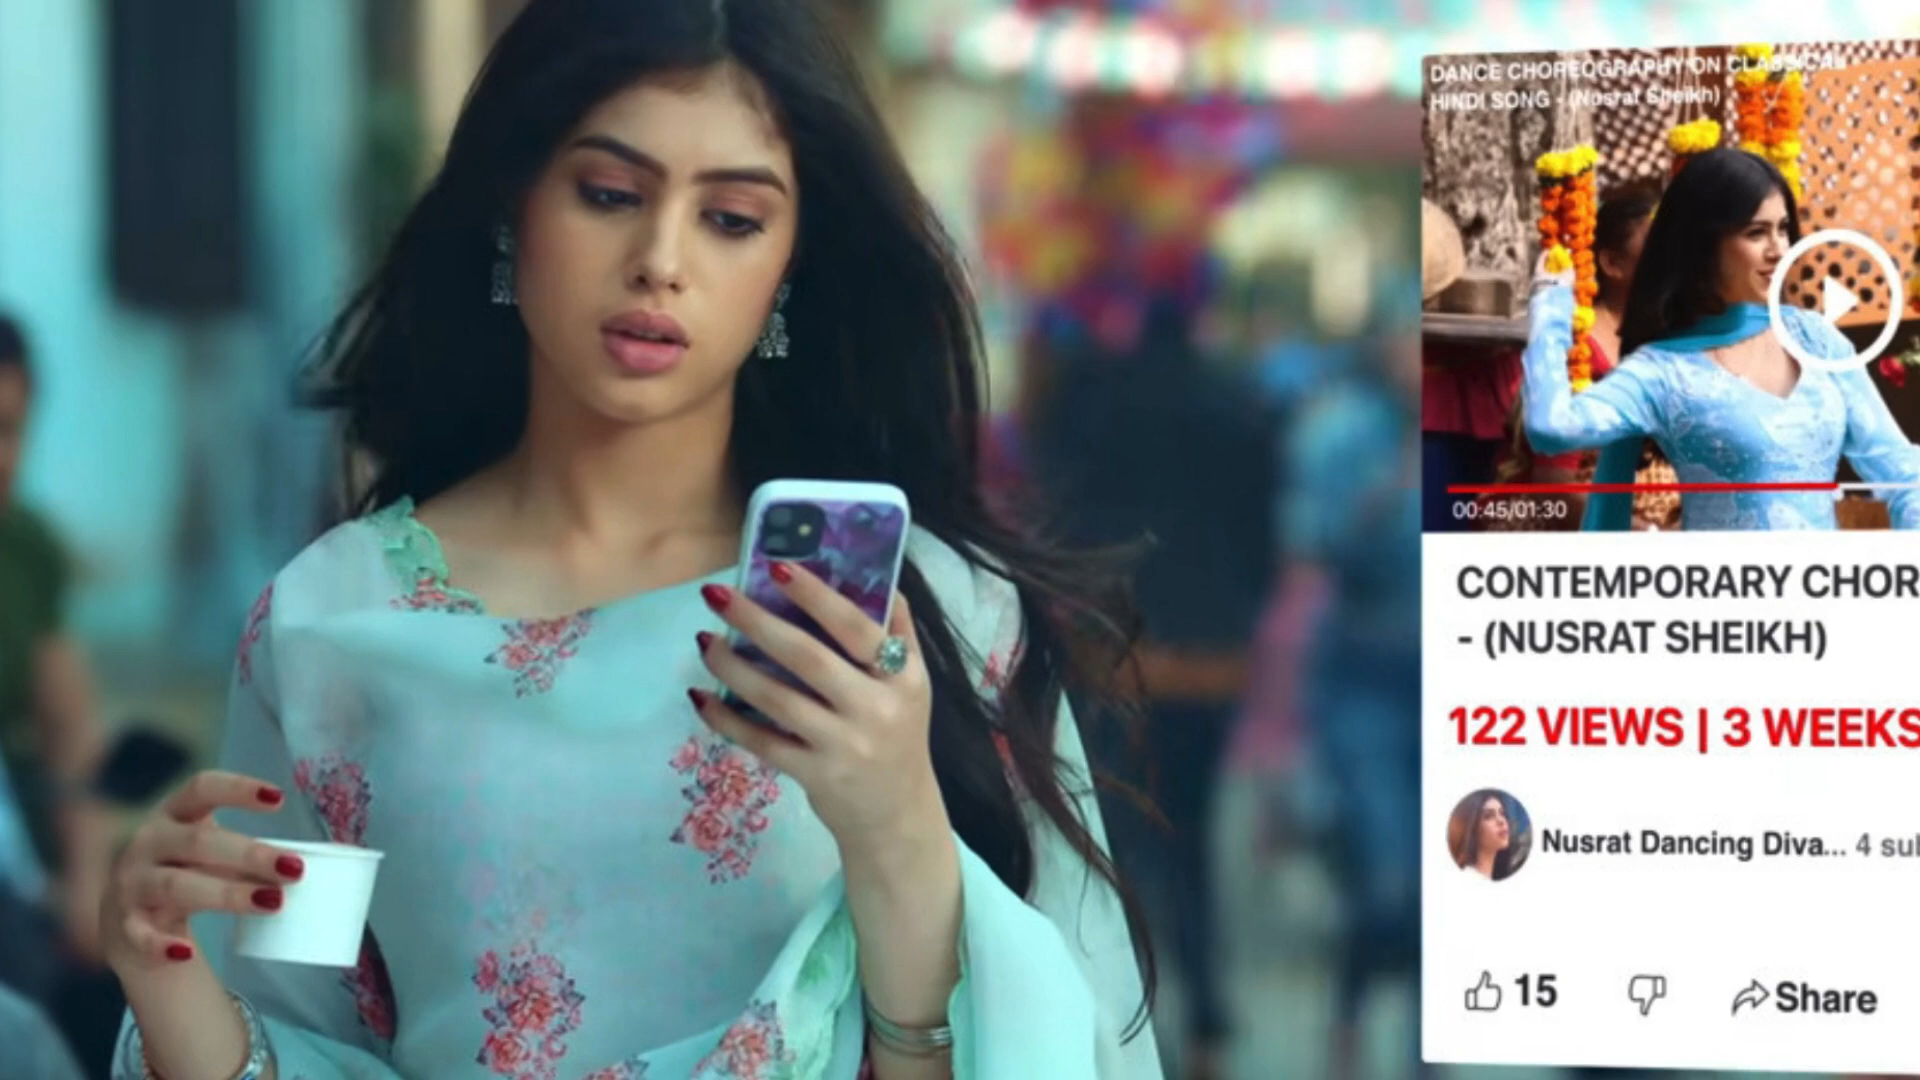 DANCE CHOREOGRAPHY ON CLASSICAL
HINDI SONG - (Nusrat Sheikh)
00:45/01:30
CONTEMPORARY CHOR
- (NUSRAT SHEIKH)
122 VIEWS | 3 WEEKS
Nusrat Dancing Diva... 4 sub
15
Share